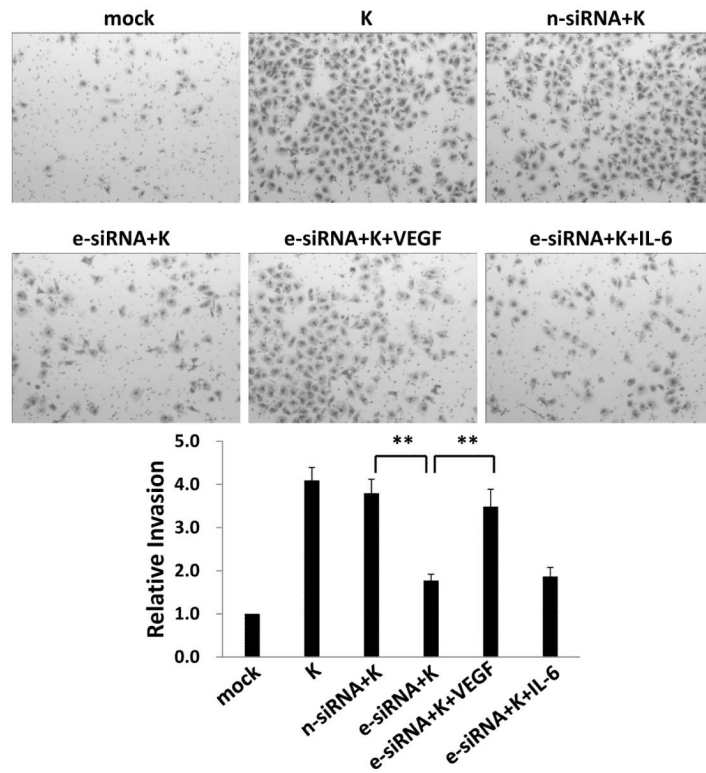 mock K n-siRNA+K
e-siRNA+K e-siRNA+K+VEGF e-siRNA+K+IL-6
** **
5.0
4.0
3.0
2.0
1.0
0.0
Relative Invasion
mock K n-siRNA+K e-siRNA+K e-siRNA+K+VEGF e-siRNA+K+IL-6